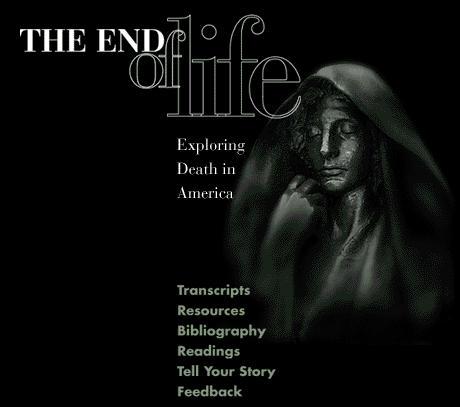 THE END
of life
Exploring
Death in
America
Transcripts
Resources
Bibliography
Readings
Tell Your Story
Feedback